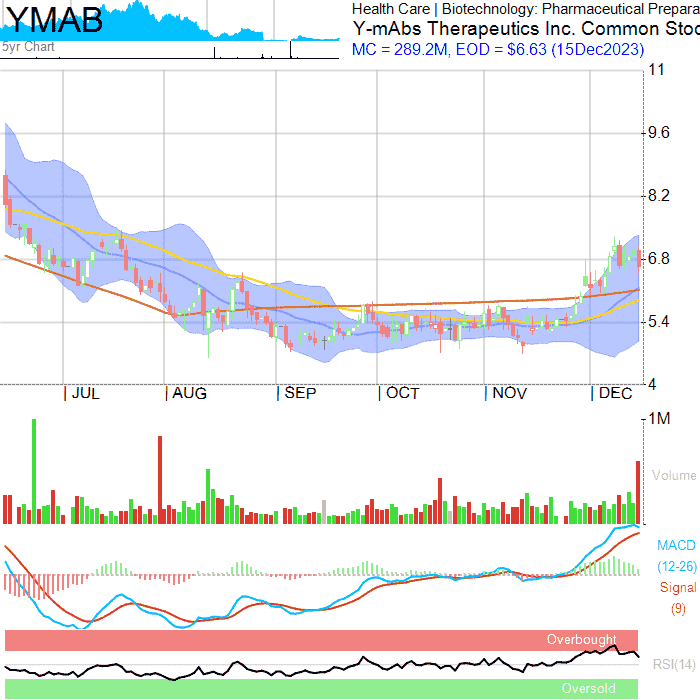 YMAB
5yr Chart
Health Care | Biotechnology: Pharmaceutical Prepara
Y-mAbs Therapeutics Inc. Common Stoc
MC = 289.2M, EOD = $6.63 (15Dec2023)
11
9.6
8.2
6.8
5.4
4
JUL AUG SEP OCT NOV DEC
1M
Volume
MACD
(12-26)
Signal
(9)
Overbought
RSI(14)
Oversold